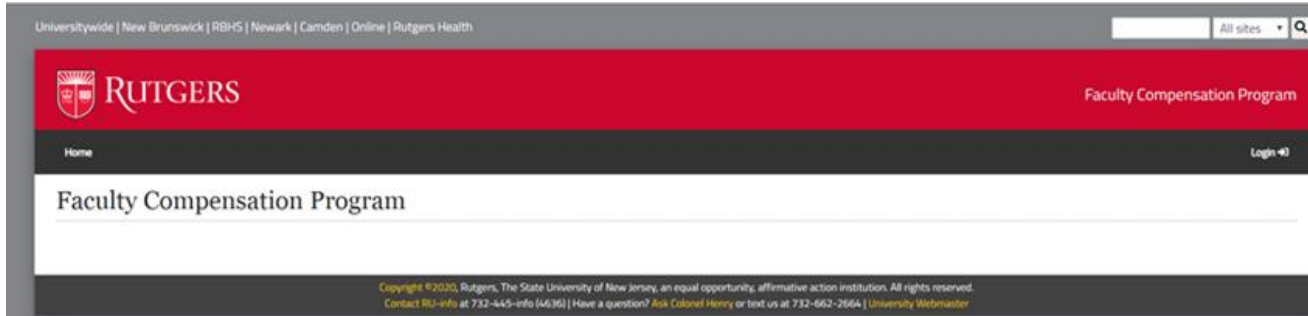 Universitywide | New Brunswick | RBHS | Newark | Camden | Online | Rutgers Health
All sites
RUTGERS
Faculty Compensation Program
Home
Login
Faculty Compensation Program
Copyright ©2020, Rutgers, The State University of New Jersey, an equal opportunity, affirmative action institution. All rights reserved.
Contact RU-info at 732-445-info (4636) | Have a question? Ask Colonel Henry or text us at 732-662-2664 | University Webmaster